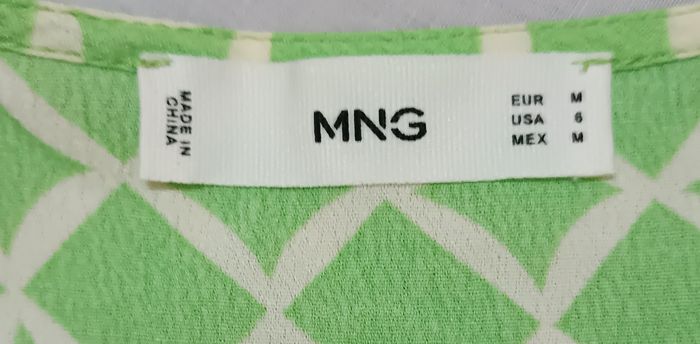 MADE IN
CHINA
MNG
EUR M
USA 6
MEX M